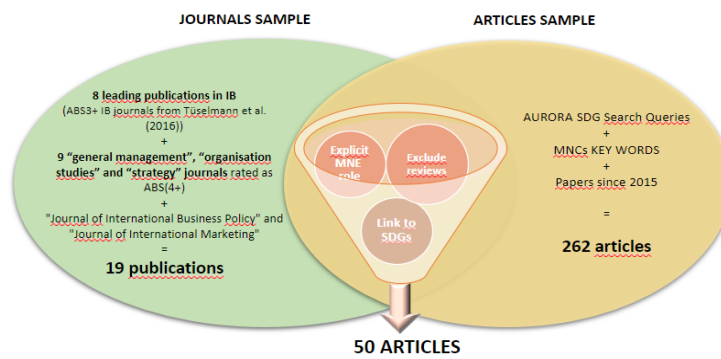 JOURNALS SAMPLE
ARTICLES SAMPLE
8 leading publications in IB
(ABS3+ IB journals from Tüselmann et al.
(2016))
+
9 “general management”, “organisation
studies” and “strategy” journals rated as
ABS(4+)
+
"Journal of International Business Policy" and
"Journal of International Marketing"
=
19 publications
Explicit
MNE
role
Exclude
reviews
Link to
SDGs
AURORA SDG Search Queries
+
MNCs KEY WORDS
+
Papers since 2015
=
262 articles
50 ARTICLES